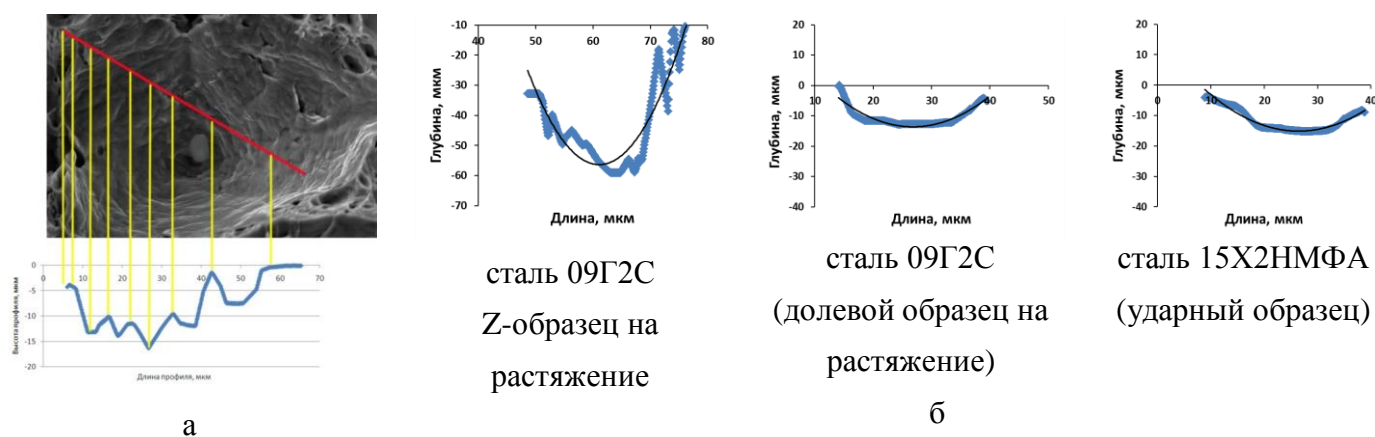 0
10
20
30
40
50
60
70
0
-5
-10
-15
-20
Высота профиля, мкм
Длина профиля, мкм
а
-10
40
50
60
70
80
-20
-30
-40
-50
-60
-70
Глубина, мкм
Длина, мкм
сталь 09Г2С
Z-образец на
растяжение
20
10
0
10
20
30
40
50
-10
-20
-30
-40
Глубина, мкм
Длина, мкм
сталь 09Г2С
(долевой образец на
растяжение)
б
20
10
0
0
10
20
30
40
-10
-20
-30
-40
Глубина, мкм
Длина, мкм
сталь 15Х2НМФА
(ударный образец)